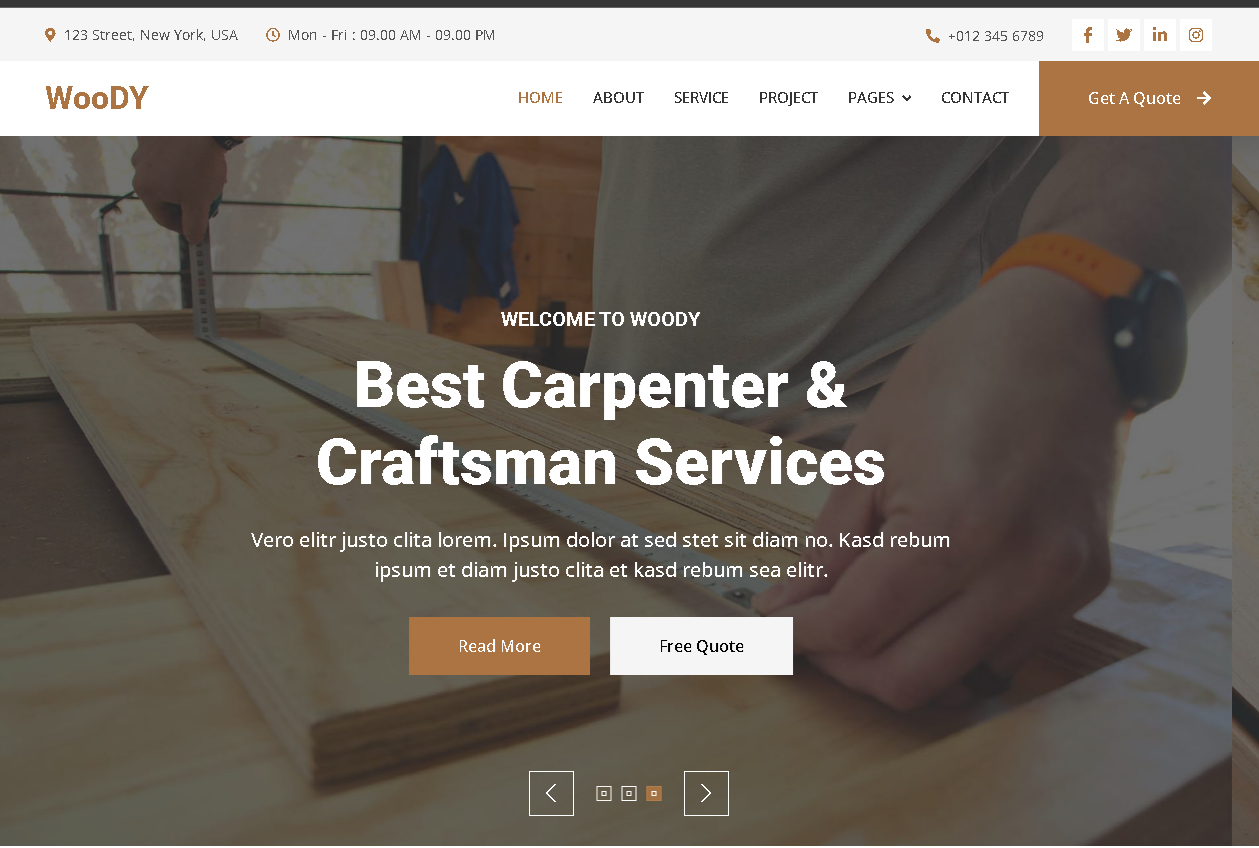 123 Street, New York, USA
Mon - Fri : 09.00 AM - 09.00 PM
+012 345 6789
WooDY
HOME
ABOUT
SERVICE
PROJECT
PAGES
CONTACT
Get A Quote
WELCOME TO WOODY
Best Carpenter &
Craftsman Services
Vero elitr justo clita lorem. Ipsum dolor at sed stet sit diam no. Kasd rebum
ipsum et diam justo clita et kasd rebum sea elitr.
Read More
Free Quote